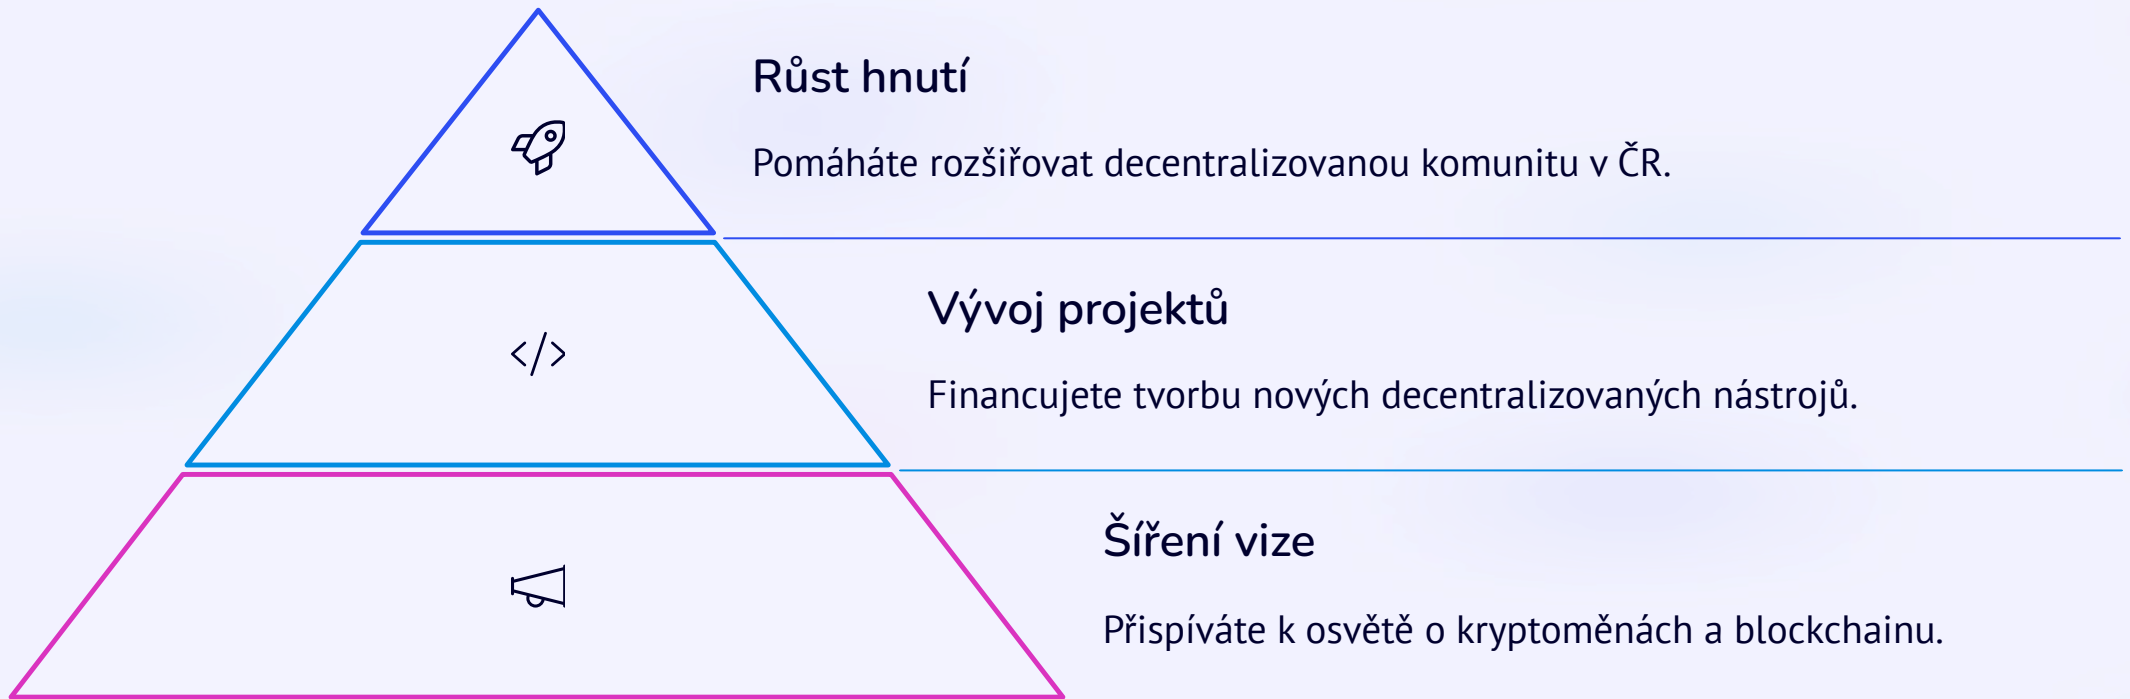 Růst hnutí
Pomáháte rozšiřovat decentralizovanou komunitu v ČR.
Vývoj projektů
Financujete tvorbu nových decentralizovaných nástrojů.
Šíření vize
Přispíváte k osvětě o kryptoměnách a blockchainu.